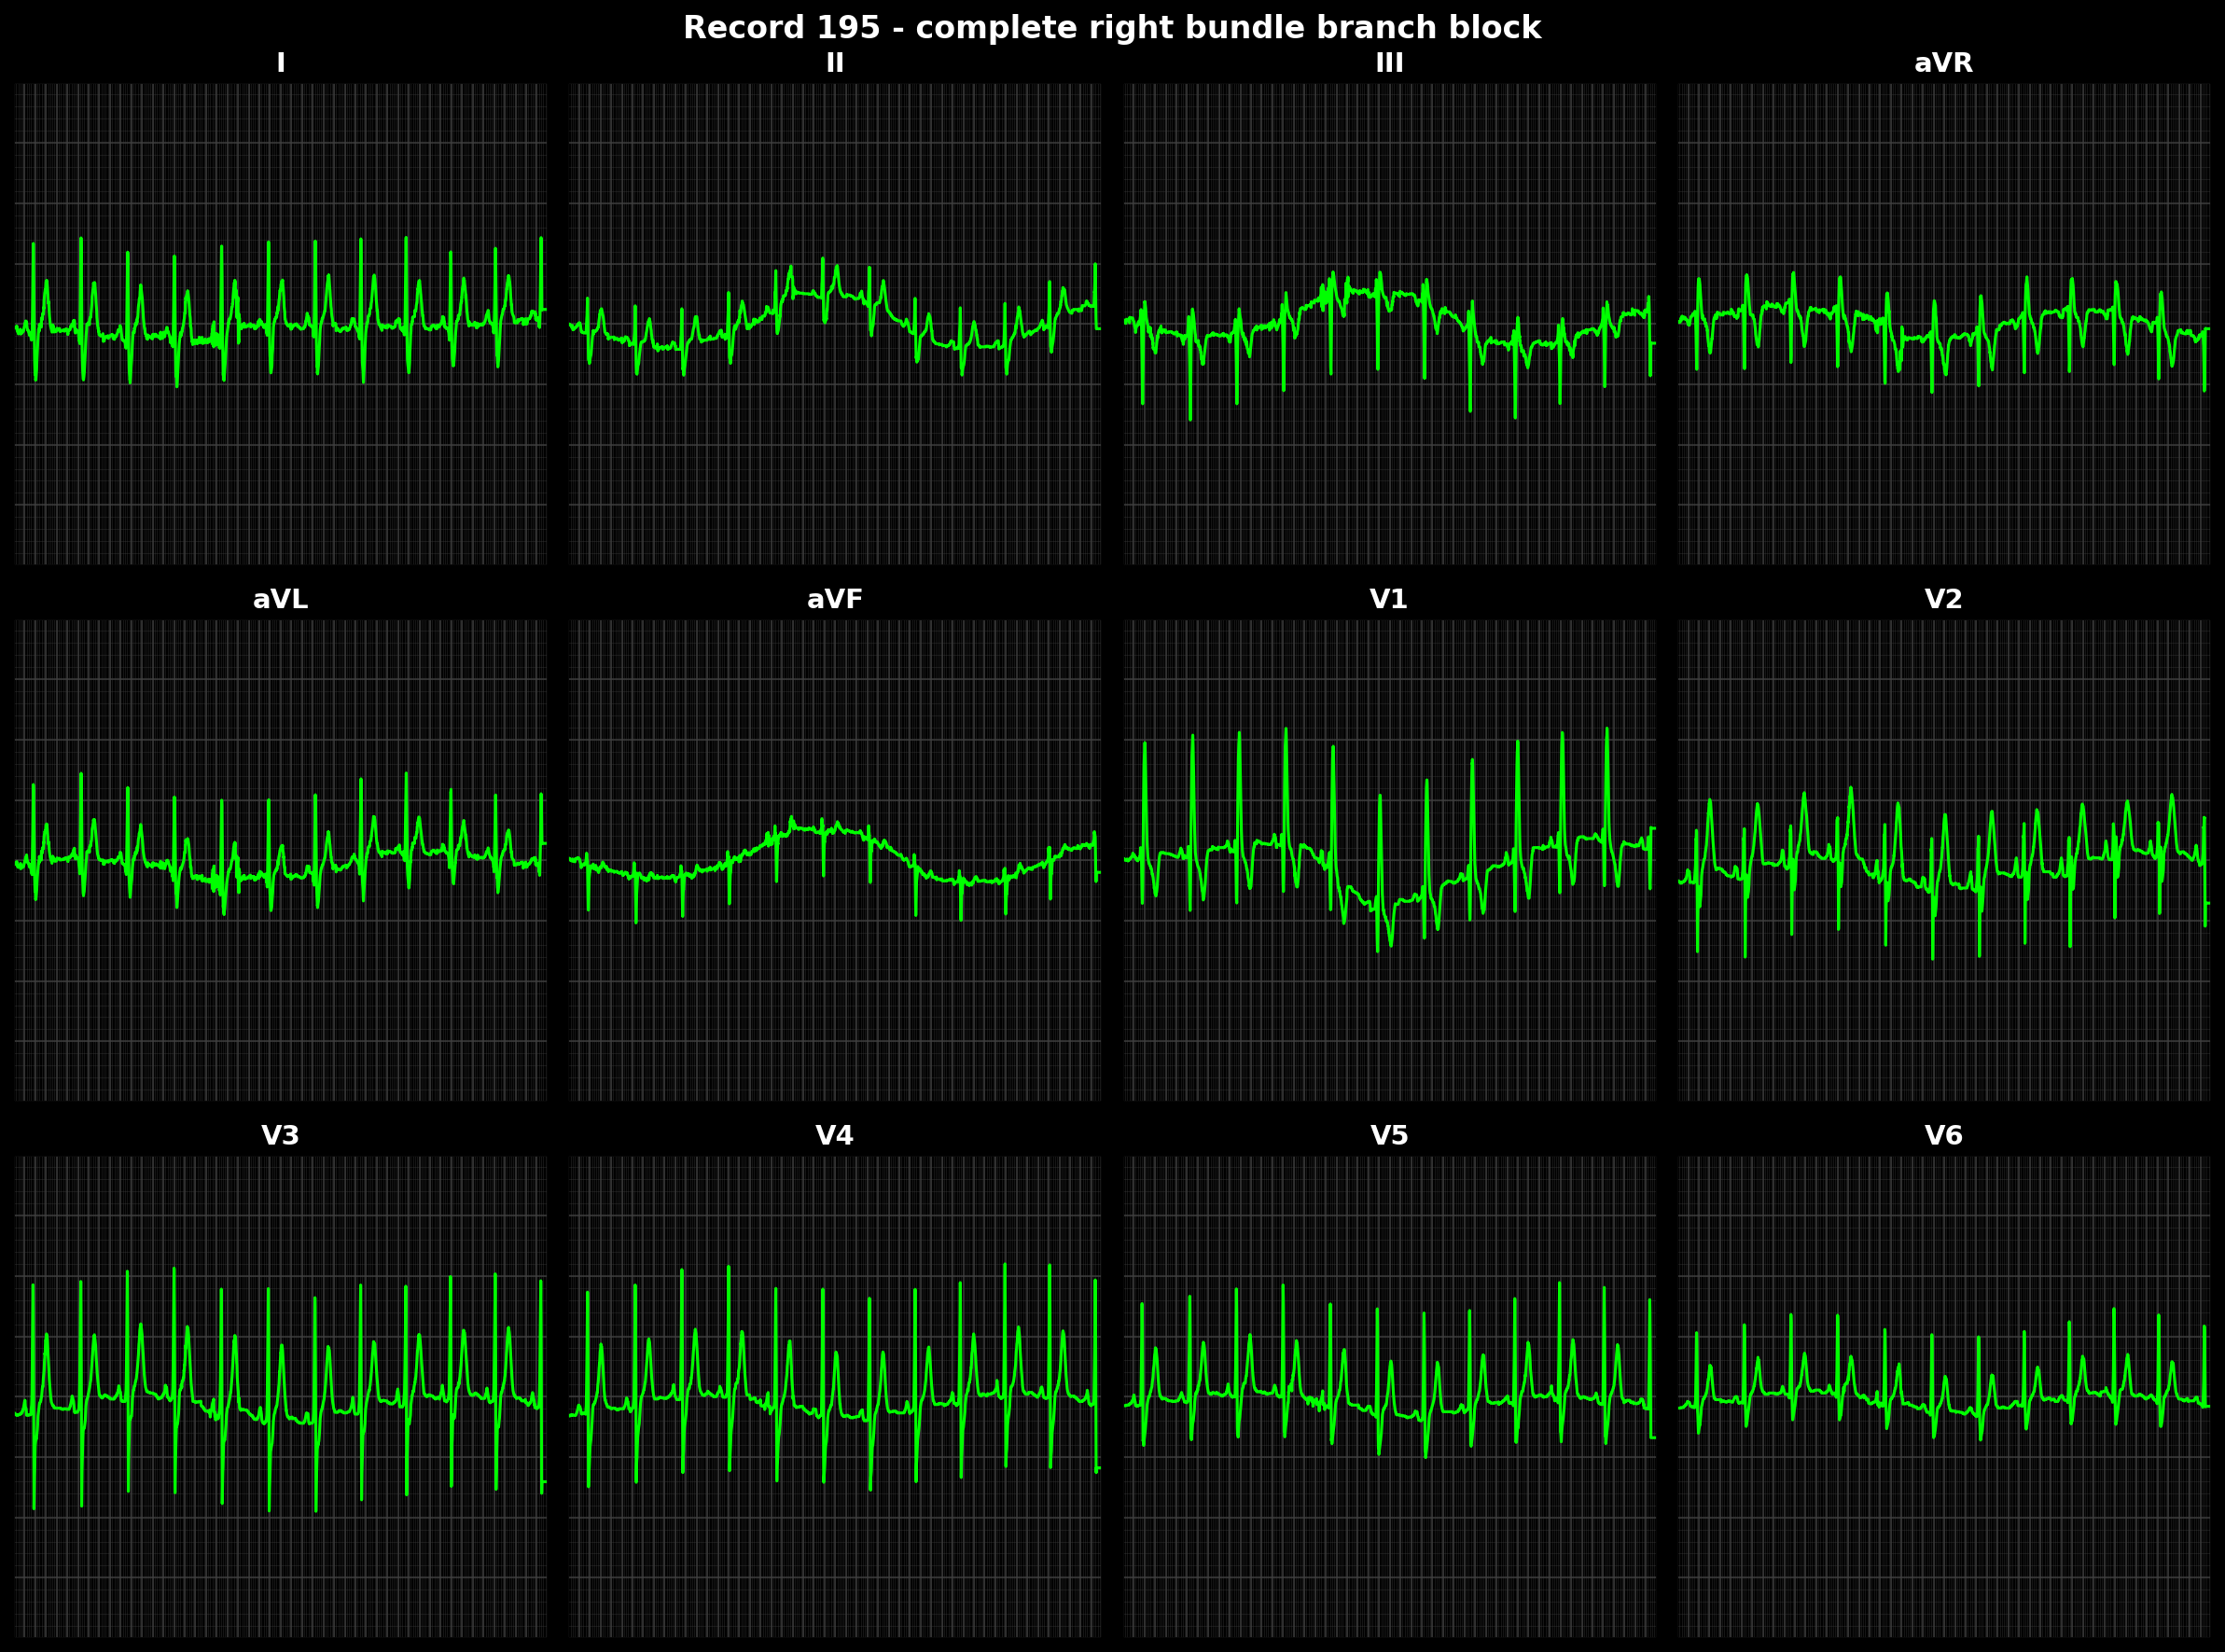 Record 195 - complete right bundle branch block
I II III aVR
aVL aVF V1 V2
V3 V4 V5 V6